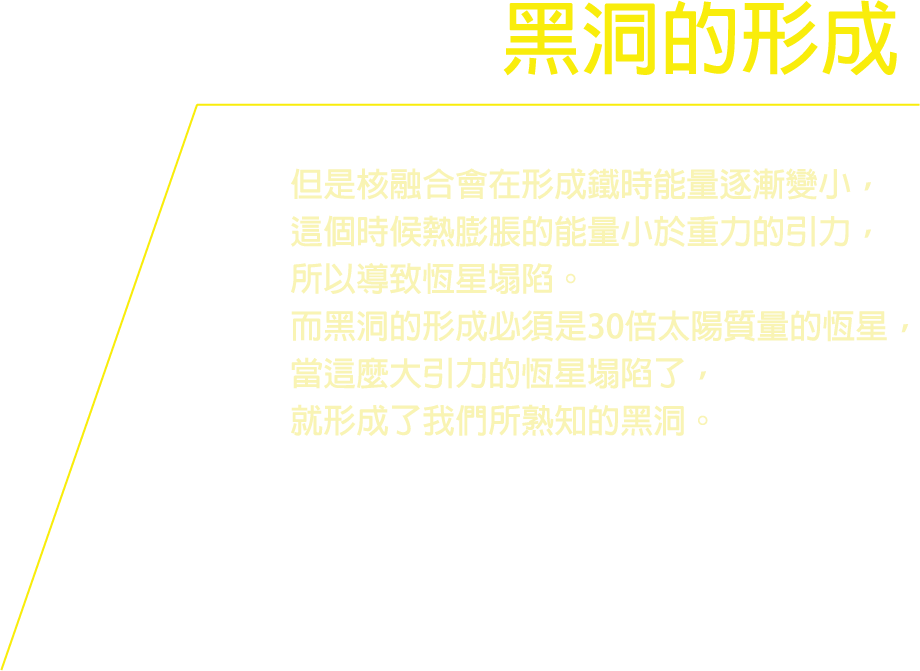 黑洞的形成
但是核融合會在形成鐵時能量逐漸變小，
這個時候熱膨脹的能量小於重力的引力，
所以導致恆星塌陷。
而黑洞的形成必須是30倍太陽質量的恆星，
當這麼大引力的恆星塌陷了，
就形成了我們所熟知的黑洞。